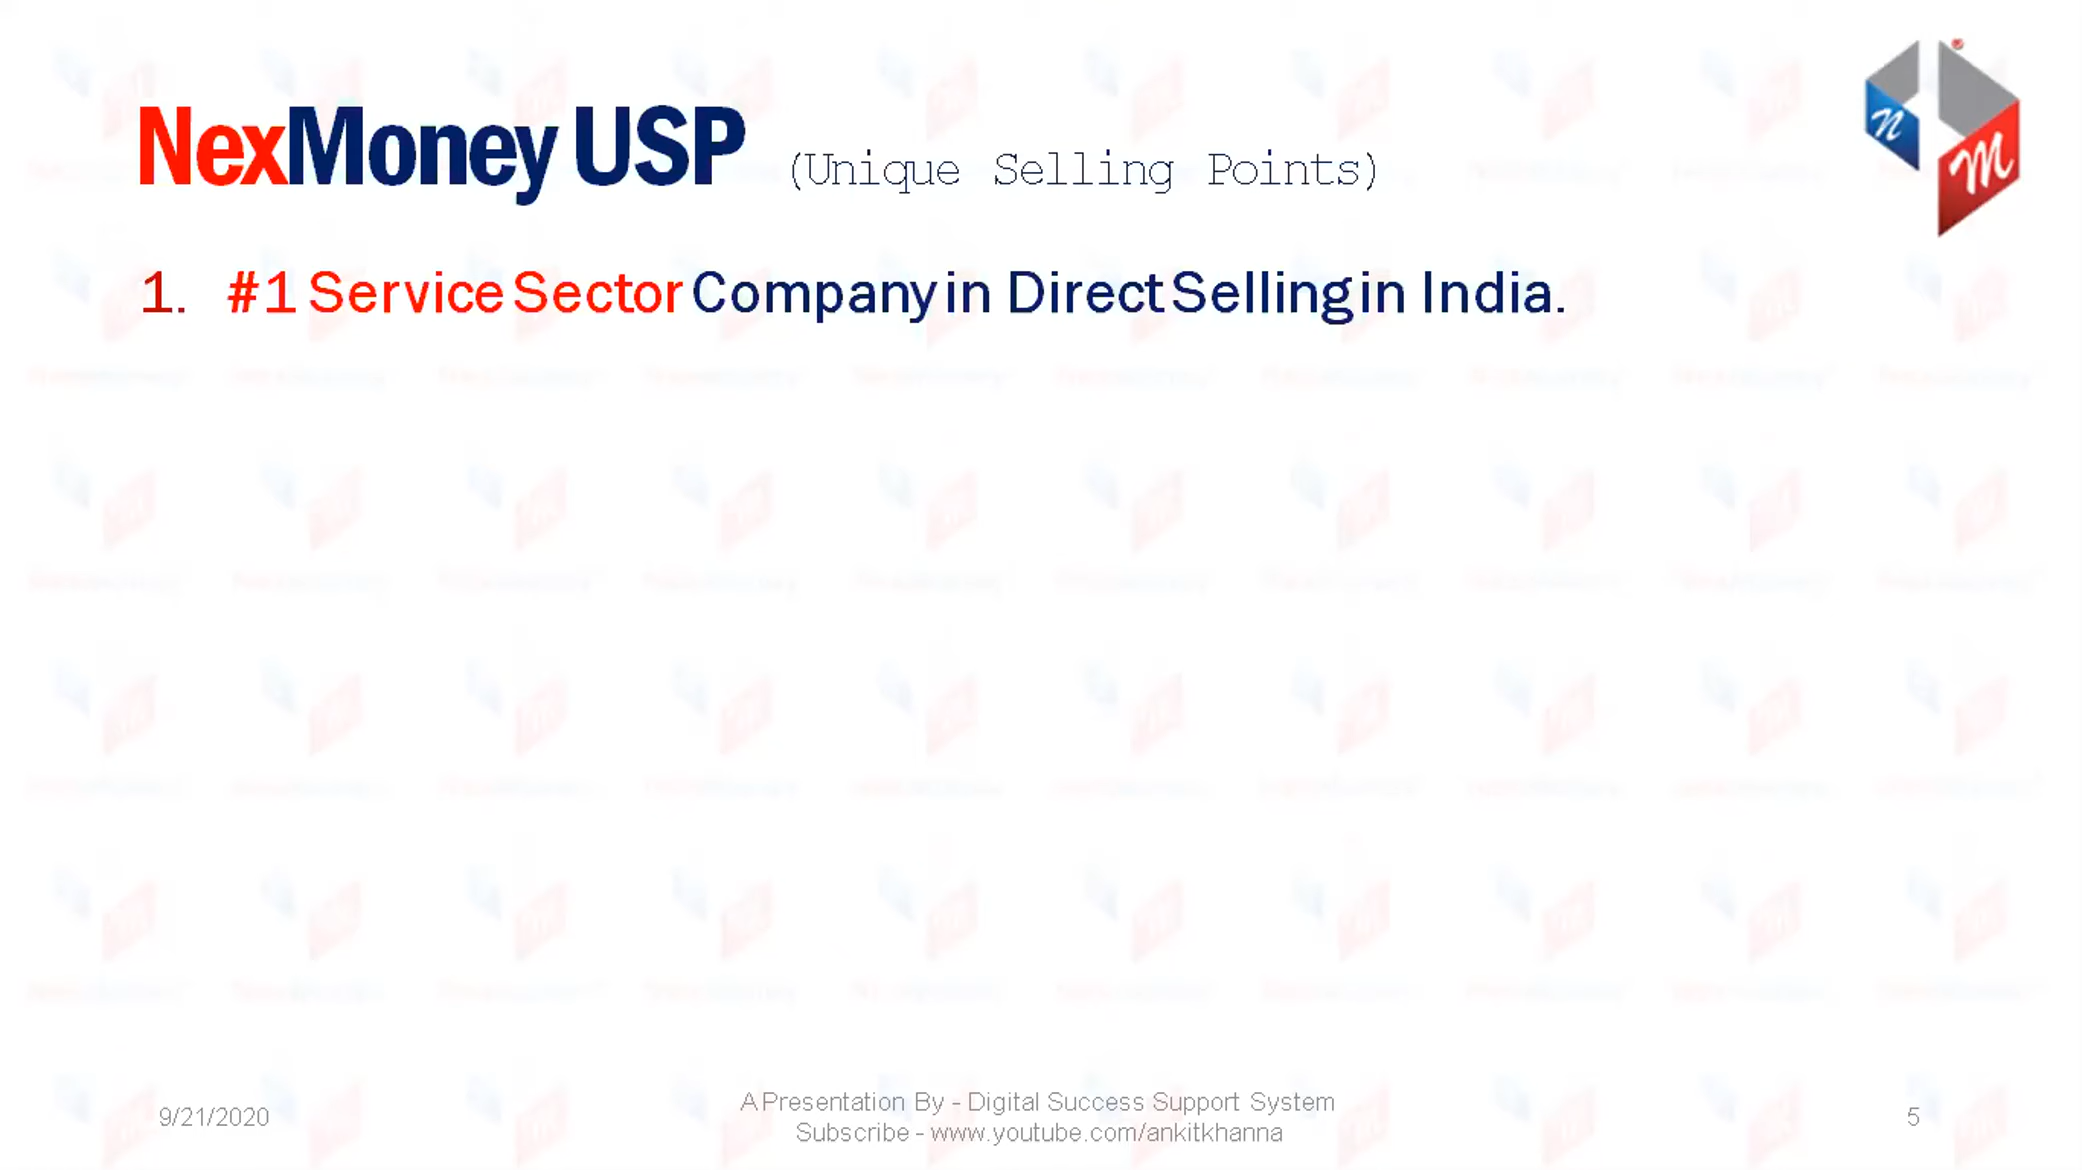 NexMoney USP (Unique Selling Points)
1. #1 Service Sector Company in Direct Selling in India.
n
M
9/21/2020
A Presentation By - Digital Success Support System
Subscribe - www.youtube.com/ankitkhanna
5